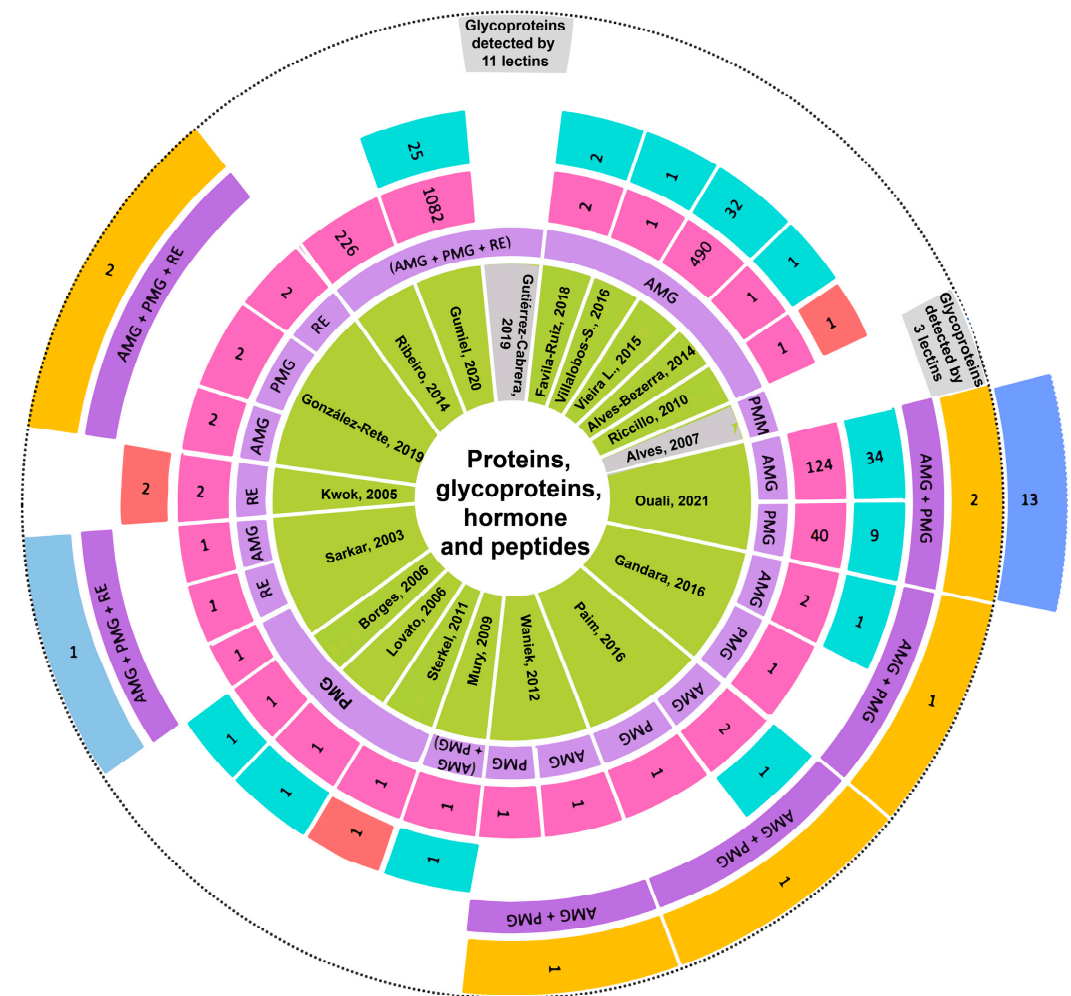 Glycoproteins
detected by
11 lectins
Glycoproteins
detected by
3 lectins
Proteins,
glycoproteins,
hormone
and peptides
Gutiérrez-Cabrera,
2019
Favila-Ruiz, 2018
Villalobos-S., 2016
Vieira L., 2015
Alves-Bezerra, 2014
Riccillo, 2010
Alves, 2007
Ouali, 2021
Gandara, 2016
Paim, 2016
Waniek, 2012
Mury, 2009
Sterkel, 2011
Lovato, 2006
Borges, 2006
Sarkar, 2003
Kwok, 2005
González-Rete, 2019
Ribeiro, 2014
Gumiel, 2020
(AMG + PMG + RE)
AMG
PMM
AMG
PMG
AMG
PMG
AMG
PMG
AMG
PMG
(AMG
+ PMG)
PMG
RE
AMG
RE
AMG
PMG
RE
2
1
490
1
1
124
40
2
1
2
1
1
1
1
1
1
1
1
1
1
2
2
2
2
226
1082
2
1
32
1
1
34
9
1
1
1
1
1
1
2
25
AMG + PMG
AMG + PMG
AMG + PMG
AMG + PMG
AMG + PMG + RE
AMG + PMG + RE
2
1
1
1
1
2
13